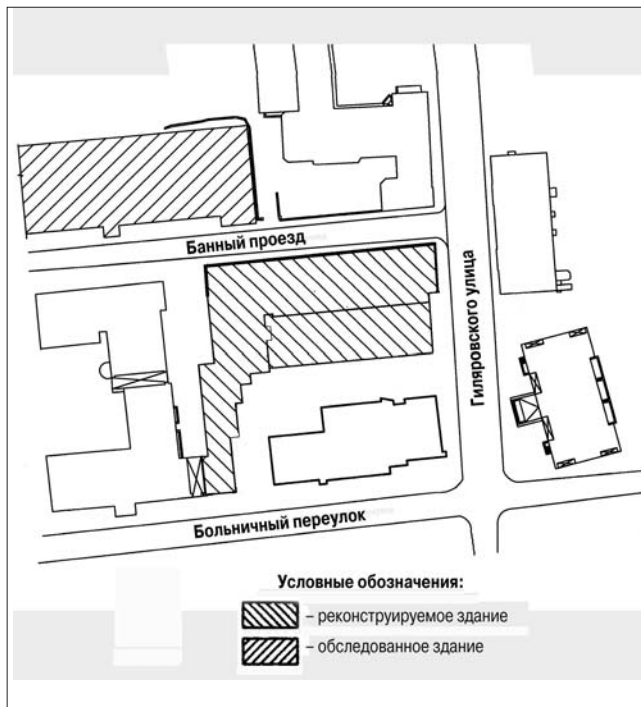 Банный проезд
Гиляровского улица
Больничный переулок
Условные обозначения:
– реконструируемое здание
– обследованное здание